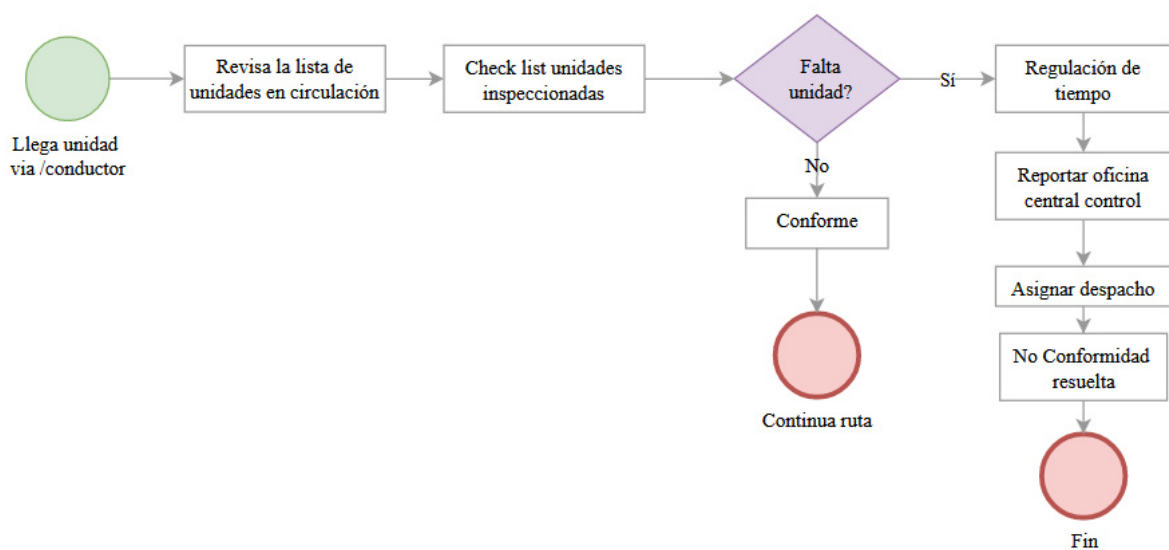 Llega unidad
via /conductor
Revisa la lista de
unidades en circulación
Check list unidades
inspeccionadas
Falta
unidad?
Sí
No
Conforme
Continua ruta
Regulación de
tiempo
Reportar oficina
central control
Asignar despacho
No Conformidad
resuelta
Fin